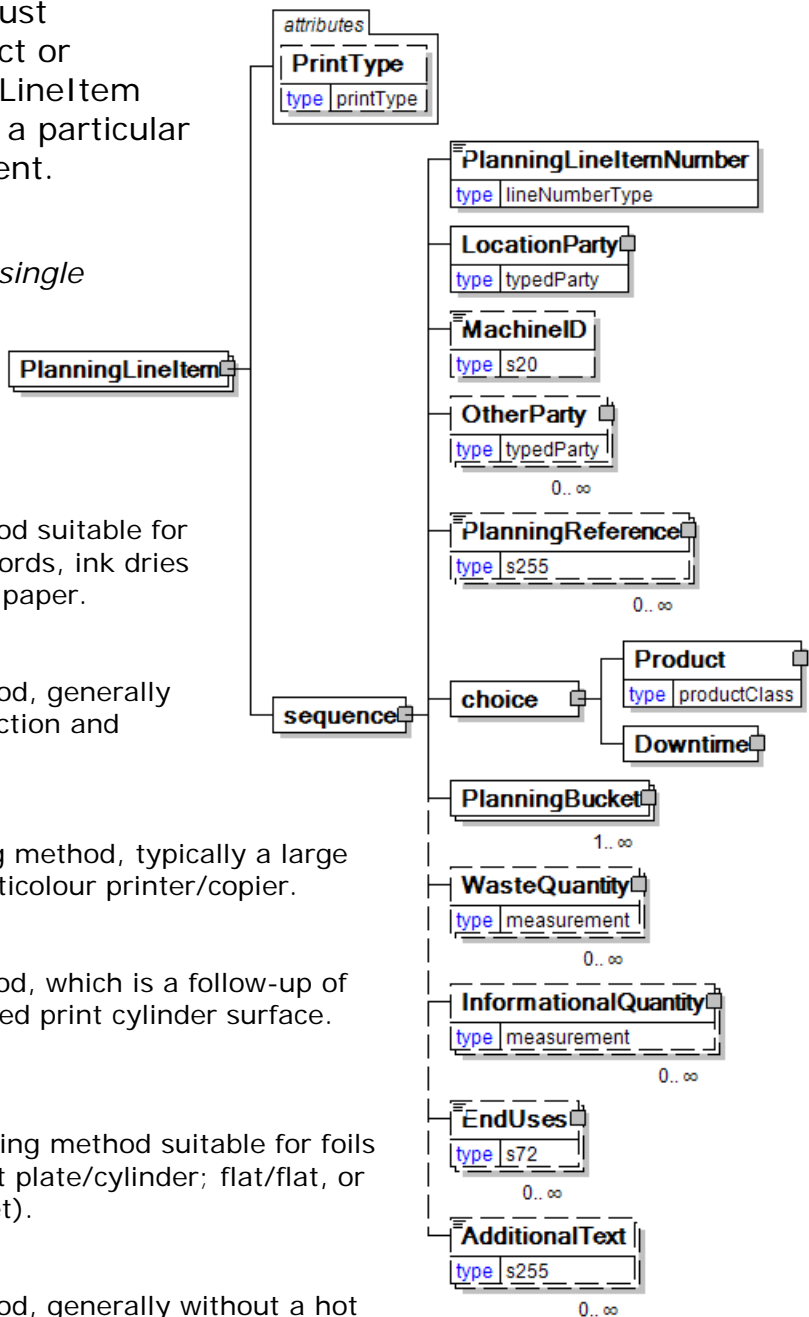 ust
ct or
LineItem
a particular
ent.
single
od suitable for
ords, ink dries
paper.
od, generally
ction and
g method, typically a large
ticolour printer/copier.
od, which is a follow-up of
ed print cylinder surface.
ing method suitable for foils
t plate/cylinder; flat/flat, or
et).
od, generally without a hot
PlanningLineItem
attributes
PrintType
type printType
sequence
PlanningLineItemNumber
type lineNumberType
LocationParty
type typedParty
MachineID
type s20
OtherParty
type typedParty
0.. ∞
PlanningReference
type s255
0.. ∞
choice
Product
type productClass
Downtime
PlanningBucket
1.. ∞
WasteQuantity
type measurement
0.. ∞
InformationalQuantity
type measurement
0.. ∞
EndUses
type s72
0.. ∞
AdditionalText
type s255
0.. ∞